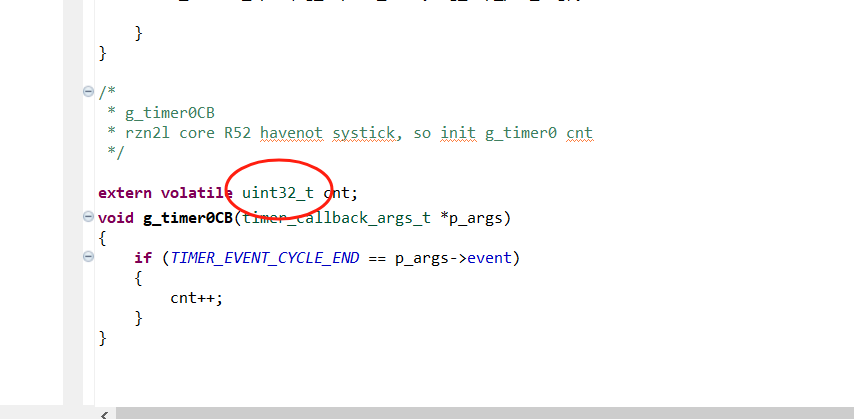 }
}
/*
* g_timer0CB
* rzn2l core R52 havenot systick, so init g_timer0 cnt
*/
extern volatile uint32_t cnt;
void g_timer0CB(timer_callback_args_t *p_args)
{
if (TIMER_EVENT_CYCLE_END == p_args->event)
{
cnt++;
}
}